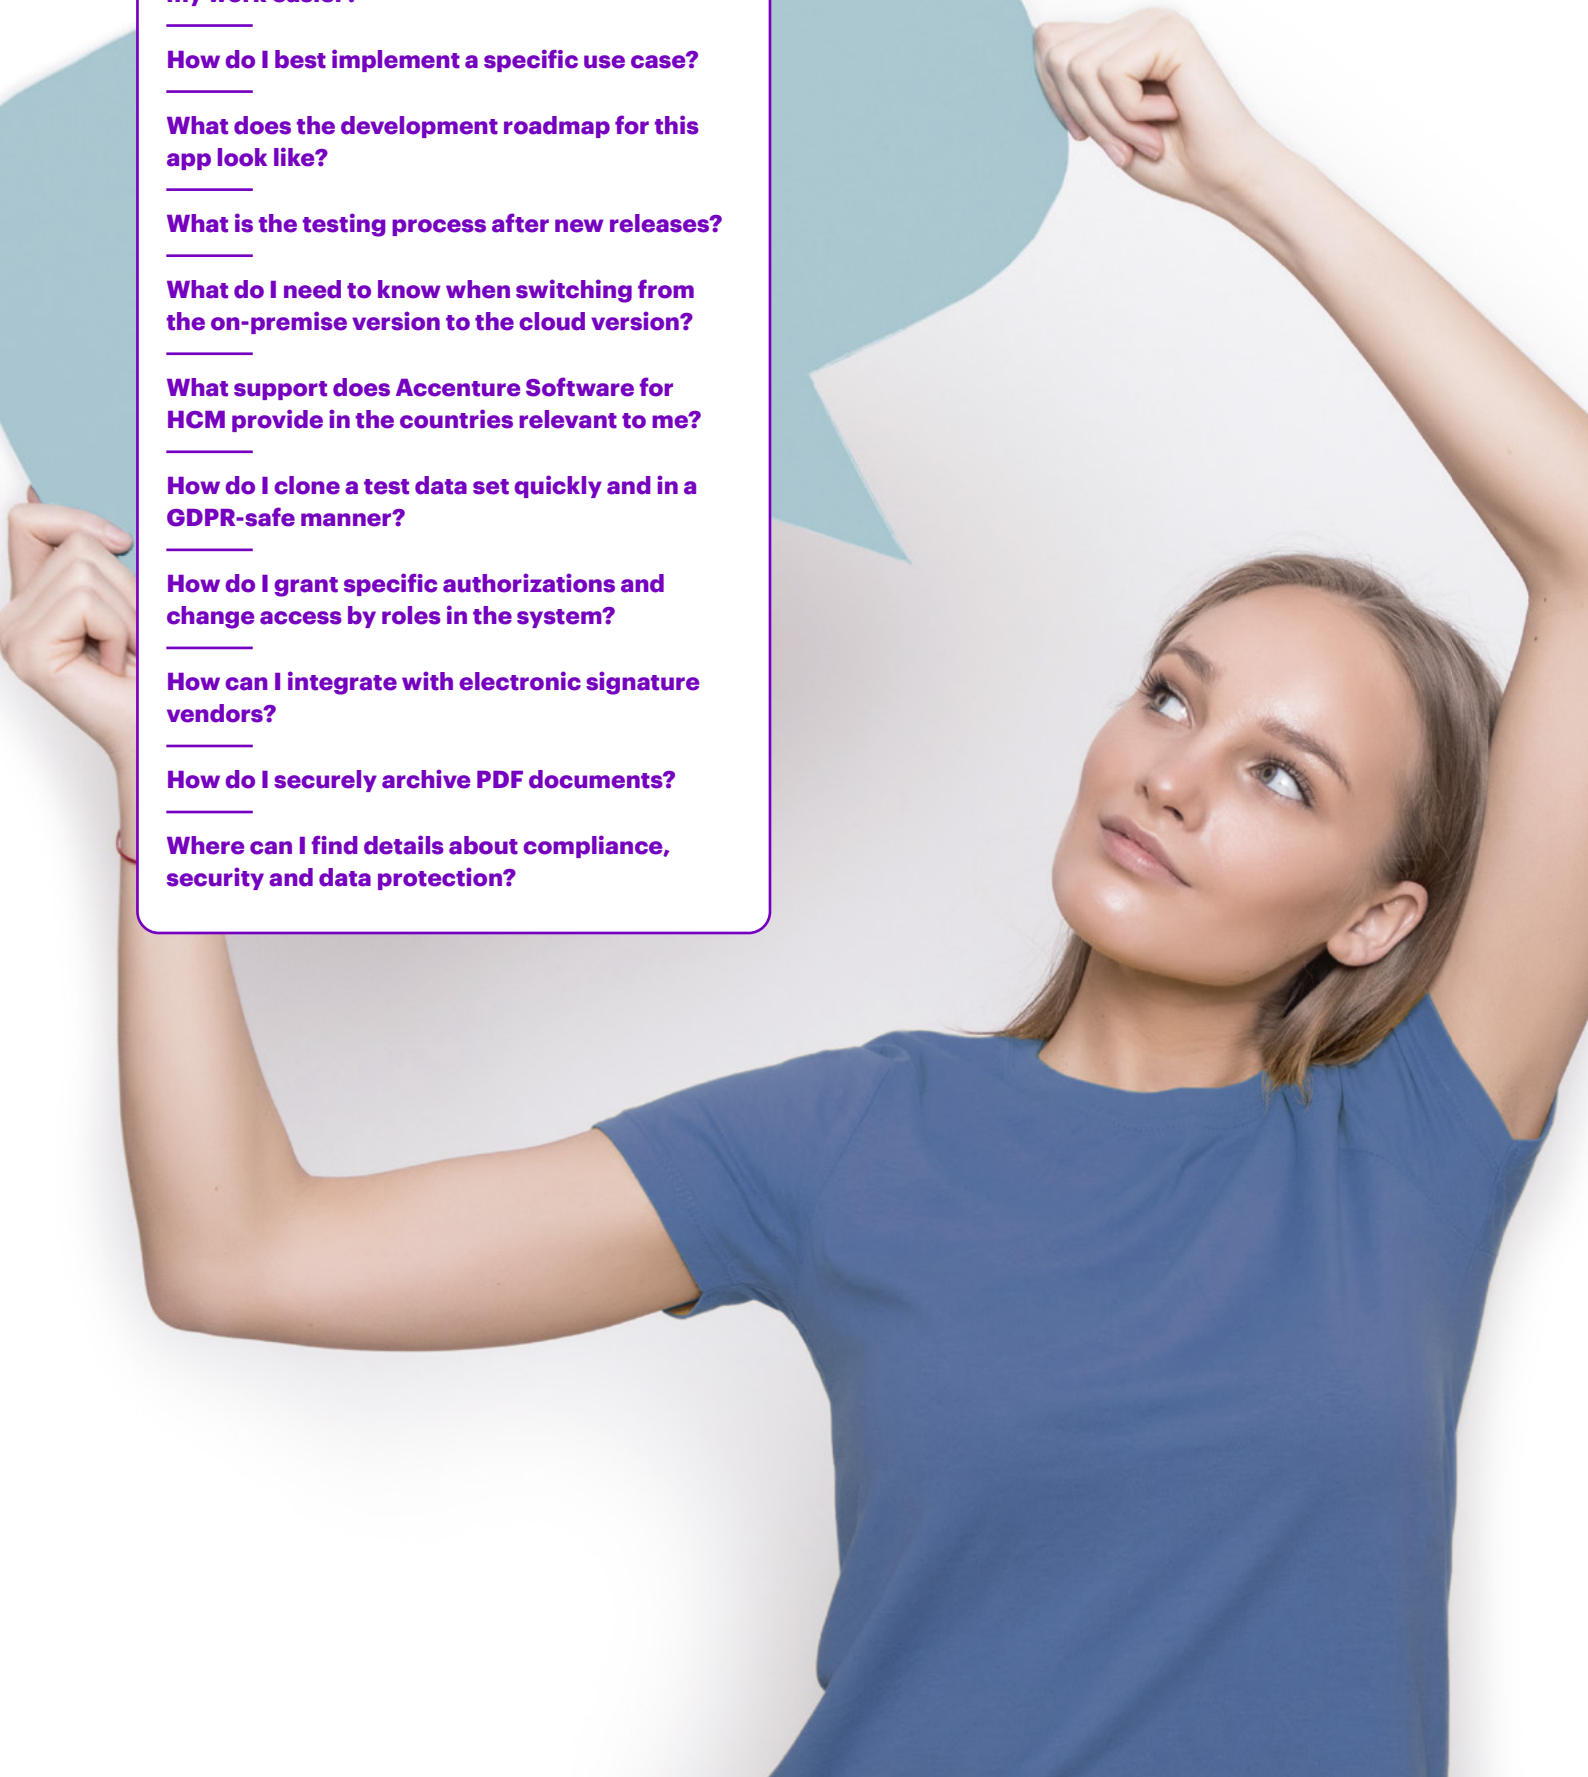 How do I best implement a specific use case?
What does the development roadmap for this
app look like?
What is the testing process after new releases?
What do I need to know when switching from
the on-premise version to the cloud version?
What support does Accenture Software for
HCM provide in the countries relevant to me?
How do I clone a test data set quickly and in a
GDPR-safe manner?
How do I grant specific authorizations and
change access by roles in the system?
How can I integrate with electronic signature
vendors?
How do I securely archive PDF documents?
Where can I find details about compliance,
security and data protection?